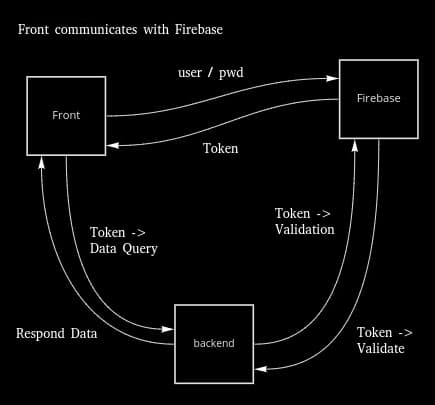 Front communicates with Firebase
user / pwd
Front
Firebase
Token
Token ->
Validation
Token ->
Data Query
Respond Data
backend
Token ->
Validate